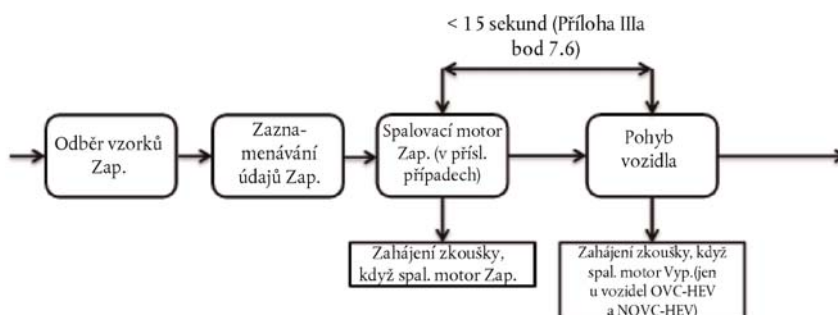 < 15 sekund (Příloha IIIa
bod 7.6)
Odběr vzorků
Zap.
Zazna-
menávání
údajů Zap.
Spalovací motor
Zap. (v přísl.
případech)
Pohyb
vozidla
Zahájení zkoušky,
když spal. motor Zap.
Zahájení zkoušky, když
spal. motor Vyp.(jen
u vozidel OVC-HEV
a NOVC-HEV)